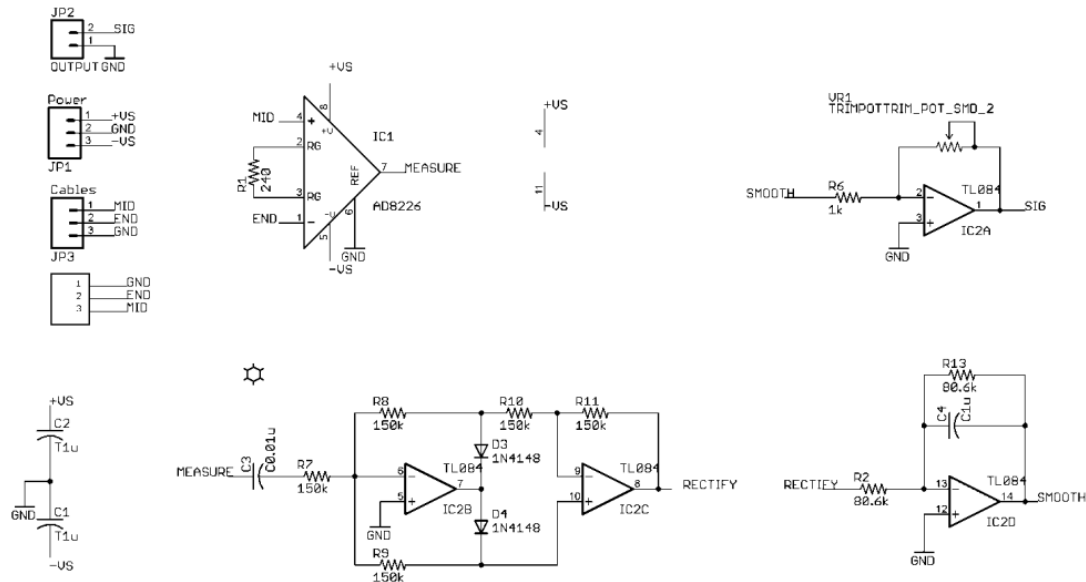 JP2
2 SIG
1
OUTPUT GND
Power
1 +VS
2 GND
3 -VS
JP1
Cables
1 MID
2 END
3 GND
JP3
1 GND
2 END
3 MID
+VS
8
MID 4 + +U
IC1
2 RG
R1 240
7 MEASURE
REF
3 RG
AD8226
END 1 - -U
6
5
GND
-VS
+VS
4
11
-VS
VR1
TRIMPOTTRIM_POT_SMD_2
SMOOTH
R6
1k
TL084
2 -
1 SIG
3 +
IC2A
GND
+VS
C2
T1u
GND
C1
T1u
-VS
MEASURE
C3 C0.01u
R7
150k
R8
150k
R10
150k
R11
150k
D3
1N4148
TL084
6 -
7
5 +
IC2B
GND
D4
1N4148
R9
150k
TL084
9 -
8 RECTIFY
10 +
IC2C
R13
80.6k
C4 C1u
RECTIFY
R2
80.6k
TL084
13 -
14 SMOOTH
12 +
IC2D
GND